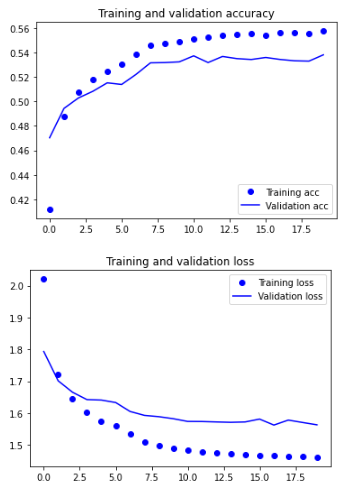 Training and validation accuracy
0.56
0.54
0.52
0.50
0.48
0.46
0.44
0.42
Training acc
Validation acc
0.0 2.5 5.0 7.5 10.0 12.5 15.0 17.5
Training and validation loss
2.0
1.9
1.8
1.7
1.6
1.5
Training loss
Validation loss
0.0 2.5 5.0 7.5 10.0 12.5 15.0 17.5